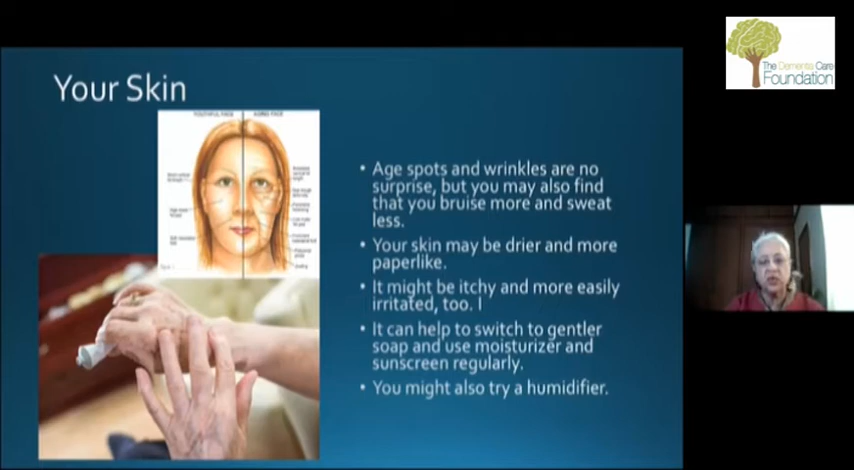 The Dementia Care
Foundation
Your Skin
YOUTHFUL FACE
AGING FACE
• Age spots and wrinkles are no
surprise, but you may also find
that you bruise more and sweat
less.
• Your skin may be drier and more
paperlike.
• It might be itchy and more easily
irritated, too. I
• It can help to switch to gentler
soap and use moisturizer and
sunscreen regularly.
• You might also try a humidifier.